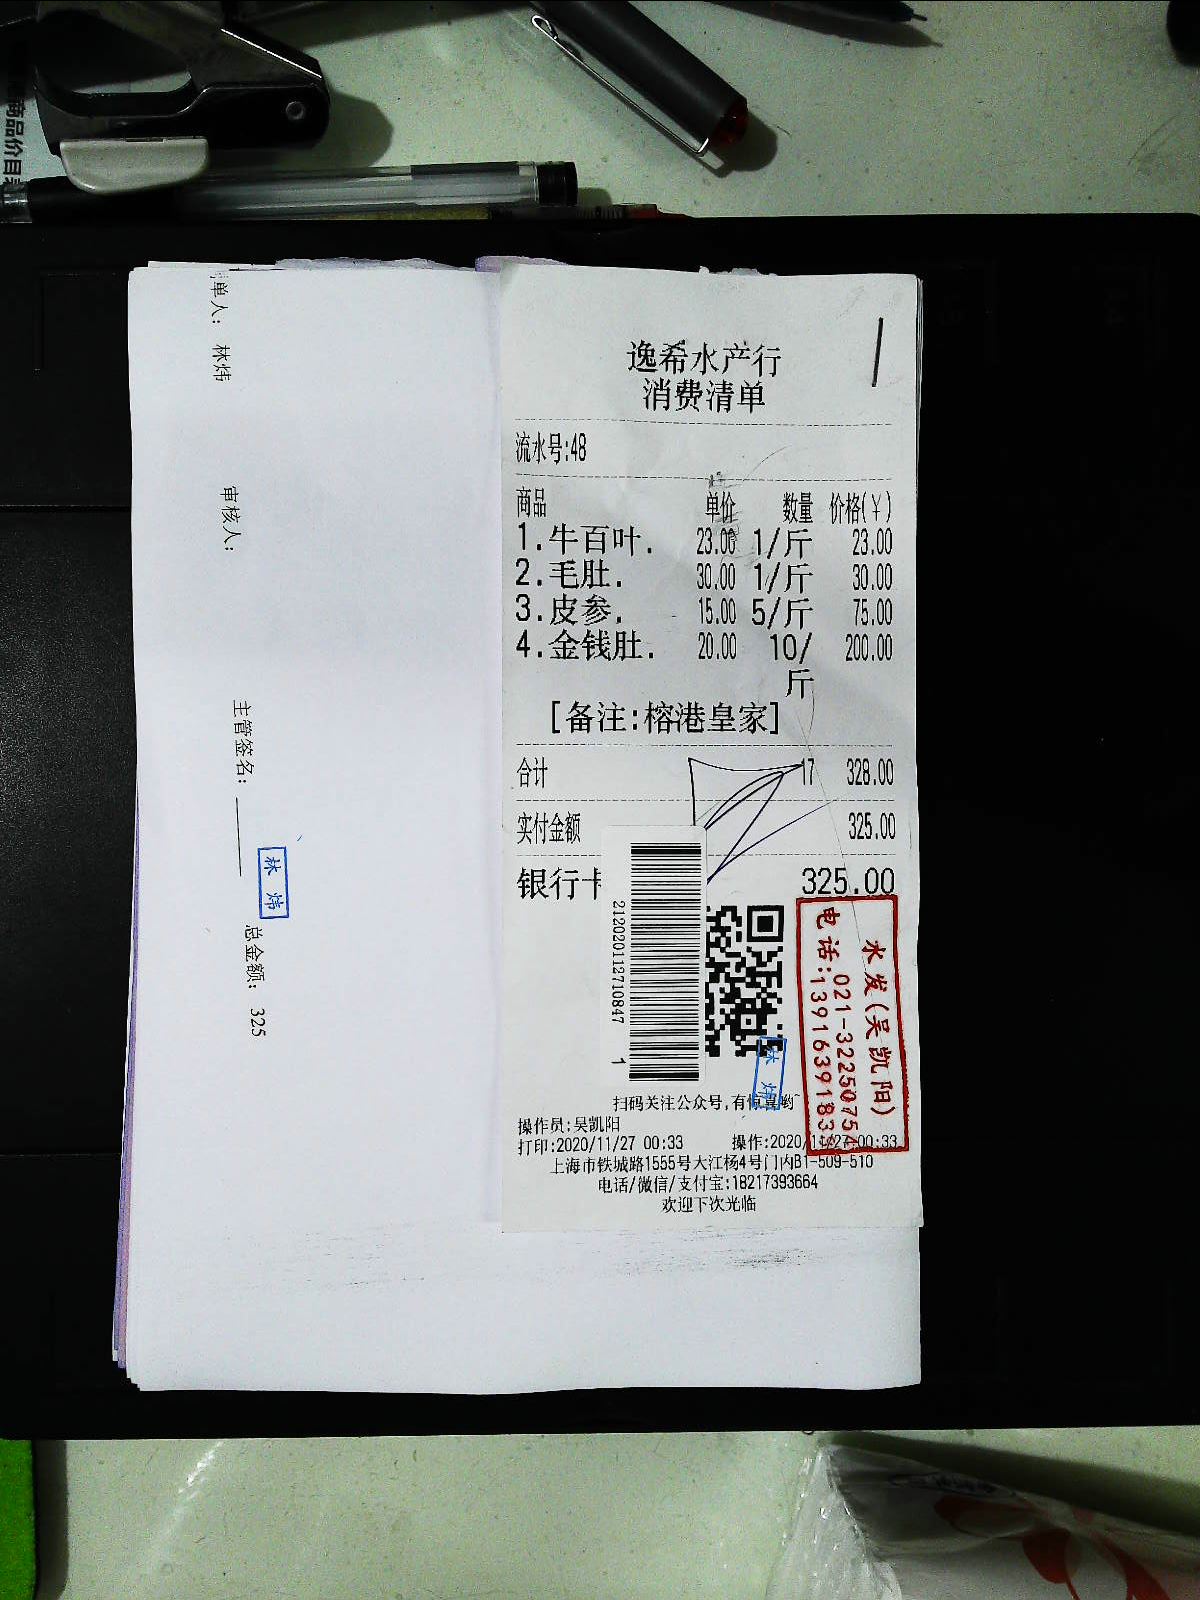 商品价目
制单人： 林炜
审核人：
主管签名：
林 炜
总金额： 325
逸希水产行
消费清单
流水号:48
商品 单价 数量 价格(￥)
1.牛百叶. 23.00 1/斤 23.00
2.毛肚. 30.00 1/斤 30.00
3.皮参. 15.00 5/斤 75.00
4.金钱肚. 20.00 10/斤 200.00
[备注:榕港皇家]
合计 17 328.00
实付金额 325.00
银行卡 325.00
2120201127710847 1
水发(吴凯阳)
021-32250754
电话:13916391839
林 炜
扫码关注公众号,有惊喜哟~
操作员:吴凯阳
打印:2020/11/27 00:33 操作:2020/11/27 00:33
上海市铁城路1555号大江杨4号门内B1-509-510
电话/微信/支付宝:18217393664
欢迎下次光临